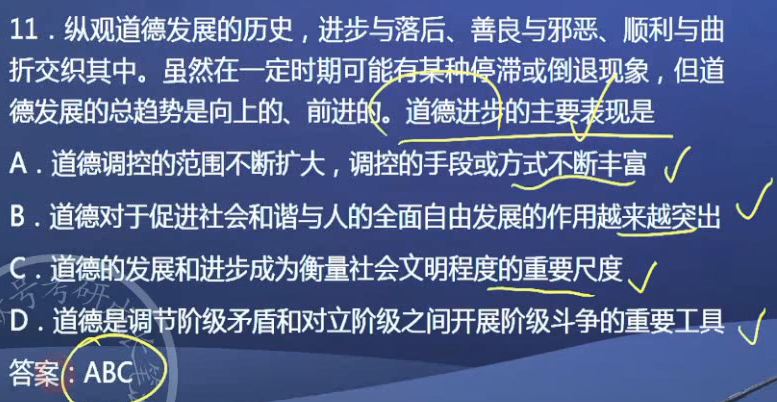 11．纵观道德发展的历史，进步与落后、善良与邪恶、顺利与曲
折交织其中。虽然在一定时期可能有某种停滞或倒退现象，但道
德发展的总趋势是向上的、前进的。道德进步的主要表现是
A．道德调控的范围不断扩大，调控的手段或方式不断丰富
B．道德对于促进社会和谐与人的全面自由发展的作用越来越突出
C．道德的发展和进步成为衡量社会文明程度的重要尺度
D．道德是调节阶级矛盾和对立阶级之间开展阶级斗争的重要工具
答案：ABC